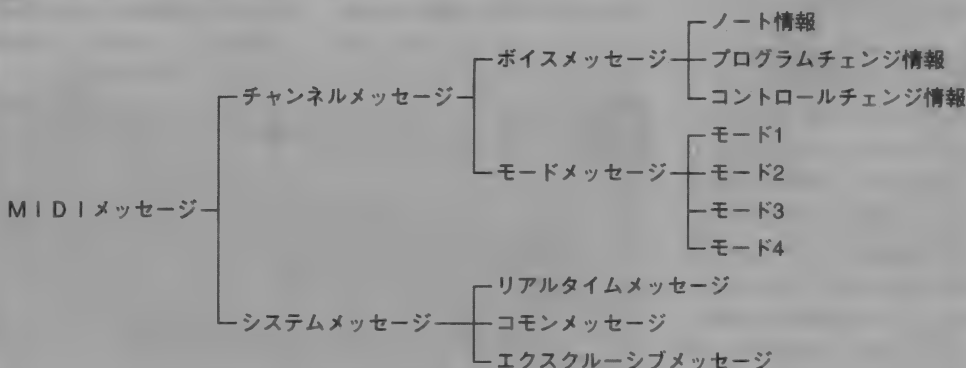 ノート情報
ボイスメッセージ
プログラムチェンジ情報
チャンネルメッセージ
コントロールチェンジ情報
モード1
モードメッセージ
モード2
MIDIメッセージ
モード3
モード4
リアルタイムメッセージ
システムメッセージ
コモンメッセージ
エクスクルーシブメッセージ